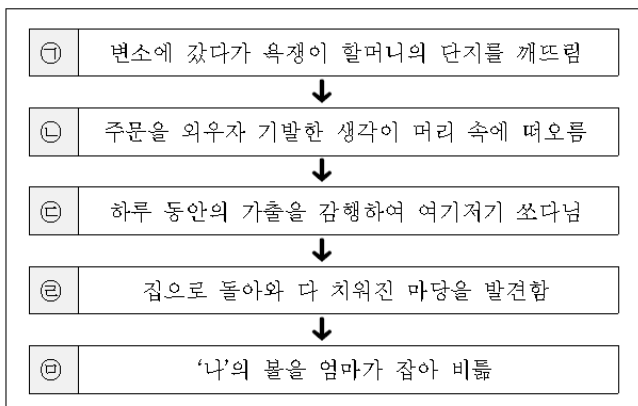 ㉠ 변소에 갔다가 욕쟁이 할머니의 단지를 깨뜨림
㉡ 주문을 외우자 기발한 생각이 머리 속에 떠오름
㉢ 하루 동안의 가출을 감행하여 여기저기 쏘다님
㉣ 집으로 돌아와 다 치워진 마당을 발견함
㉤ ‘나’의 볼을 엄마가 잡아 비틂